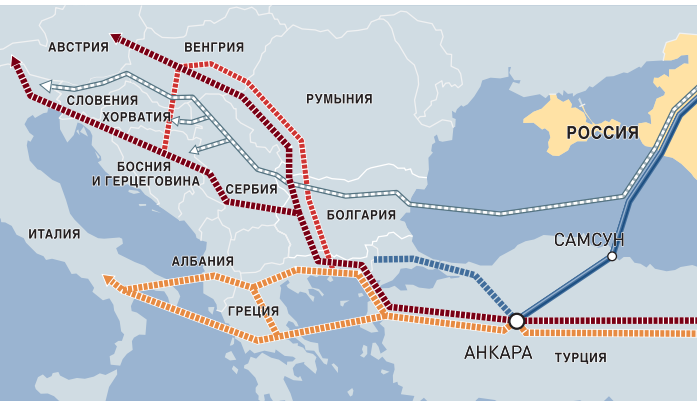 АВСТРИЯ
ВЕНГРИЯ
СЛОВЕНИЯ
РУМЫНИЯ
ХОРВАТИЯ
РОССИЯ
БОСНИЯ
И ГЕРЦЕГОВИНА
СЕРБИЯ
БОЛГАРИЯ
ИТАЛИЯ
САМСУН
АЛБАНИЯ
ГРЕЦИЯ
АНКАРА
ТУРЦИЯ